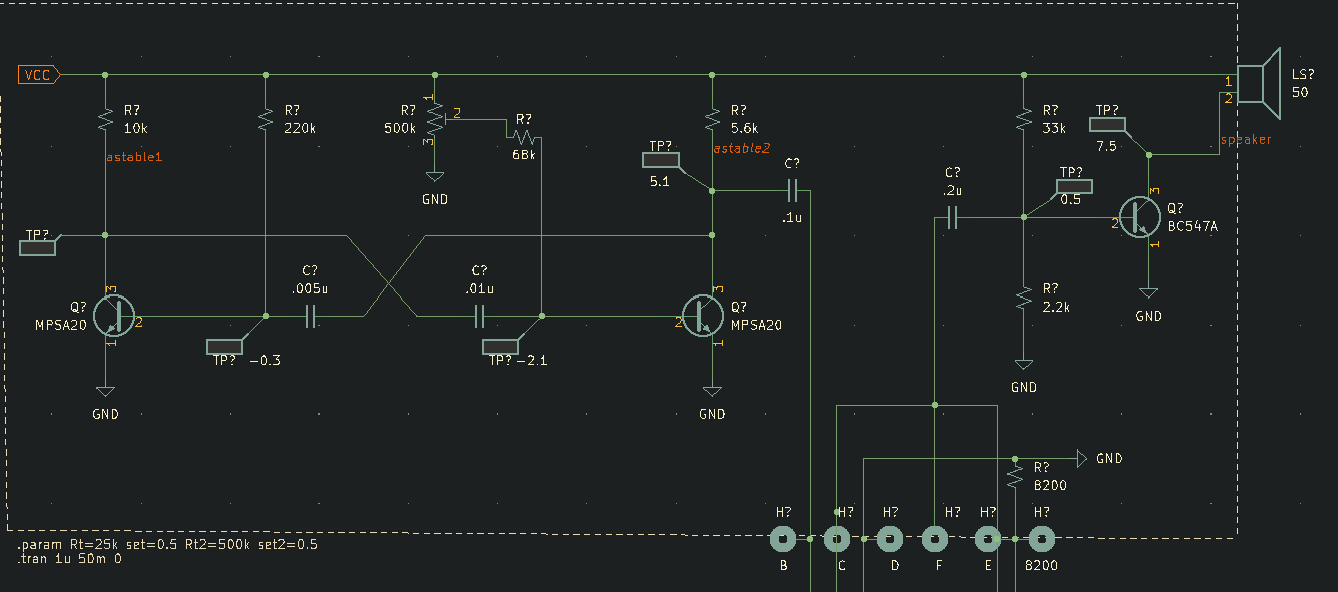 VCC
R?
10k
astable1
R?
220k
R?
500k
1
2
3
GND
R?
68k
R?
5.6k
astable2
TP?
5.1
C?
.1u
R?
33k
TP?
7.5
1
2
LS?
50
speaker
C?
.2u
TP?
0.5
3
2
1
Q?
BC547A
GND
R?
2.2k
GND
TP?
3
Q?
MPSA20
2
1
GND
C?
.005u
TP? -0.3
C?
.01u
TP? -2.1
3
2
1
Q?
MPSA20
GND
GND
R?
8200
H?
H?
H?
H?
H?
H?
B
C
D
F
E
8200
.param Rt=25k set=0.5 Rt2=500k set2=0.5
.tran 1u 50m 0